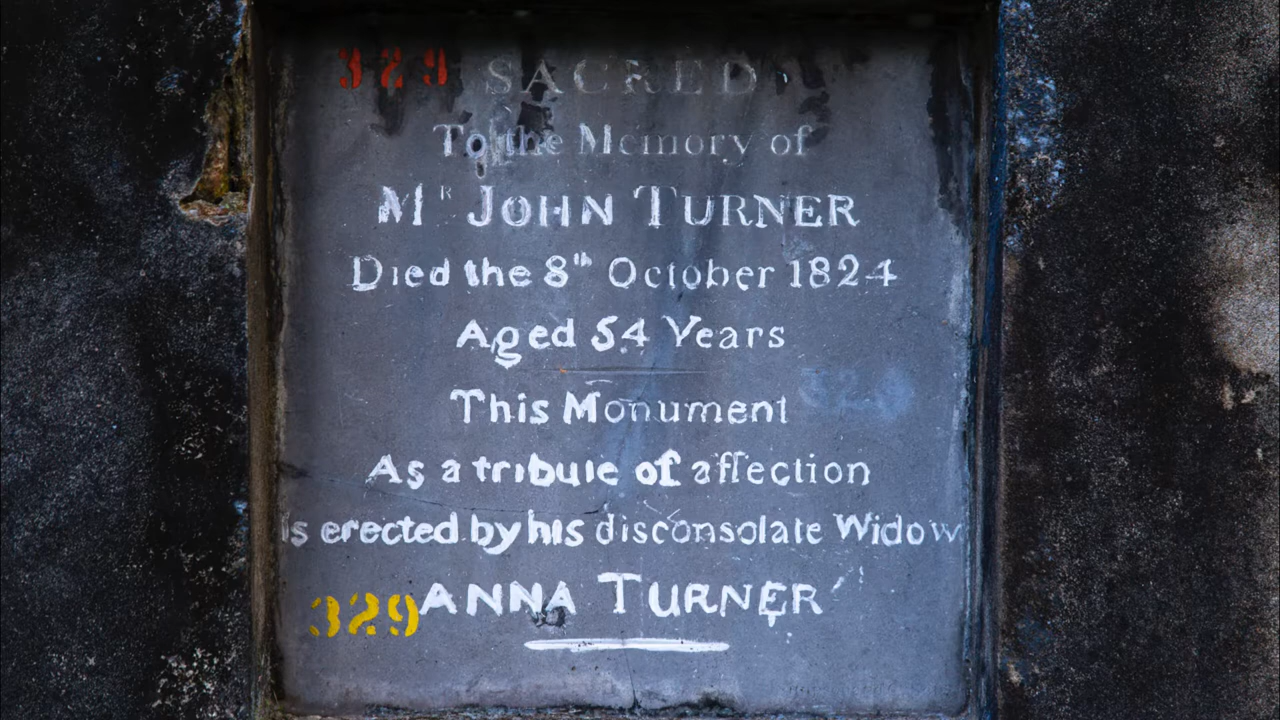 329 SACRED
To the Memory of
Mʳ JOHN TURNER
Died the 8ᵗʰ October 1824
Aged 54 Years
This Monument
As a tribute of affection
is erected by his disconsolate Widow
329 ANNA TURNER